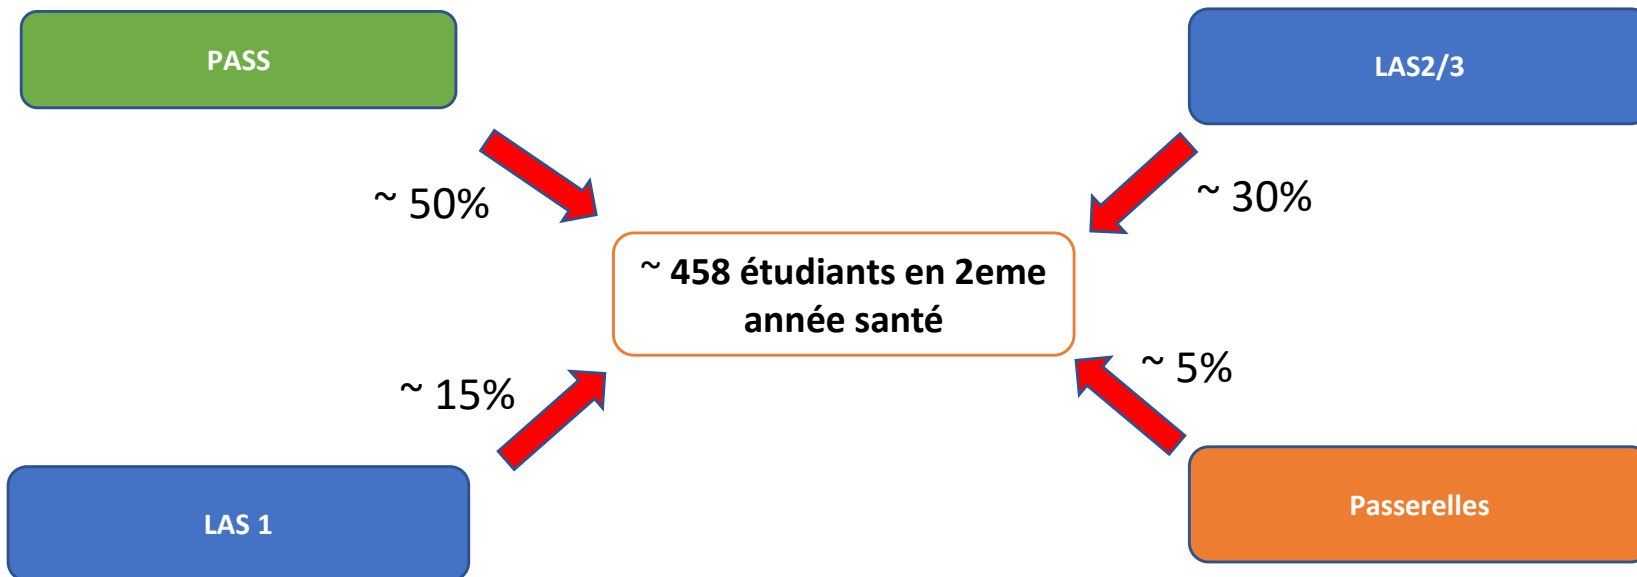 PASS
LAS2/3
~ 50%
~ 30%
~ 458 étudiants en 2eme
année santé
~ 15%
~ 5%
LAS 1
Passerelles